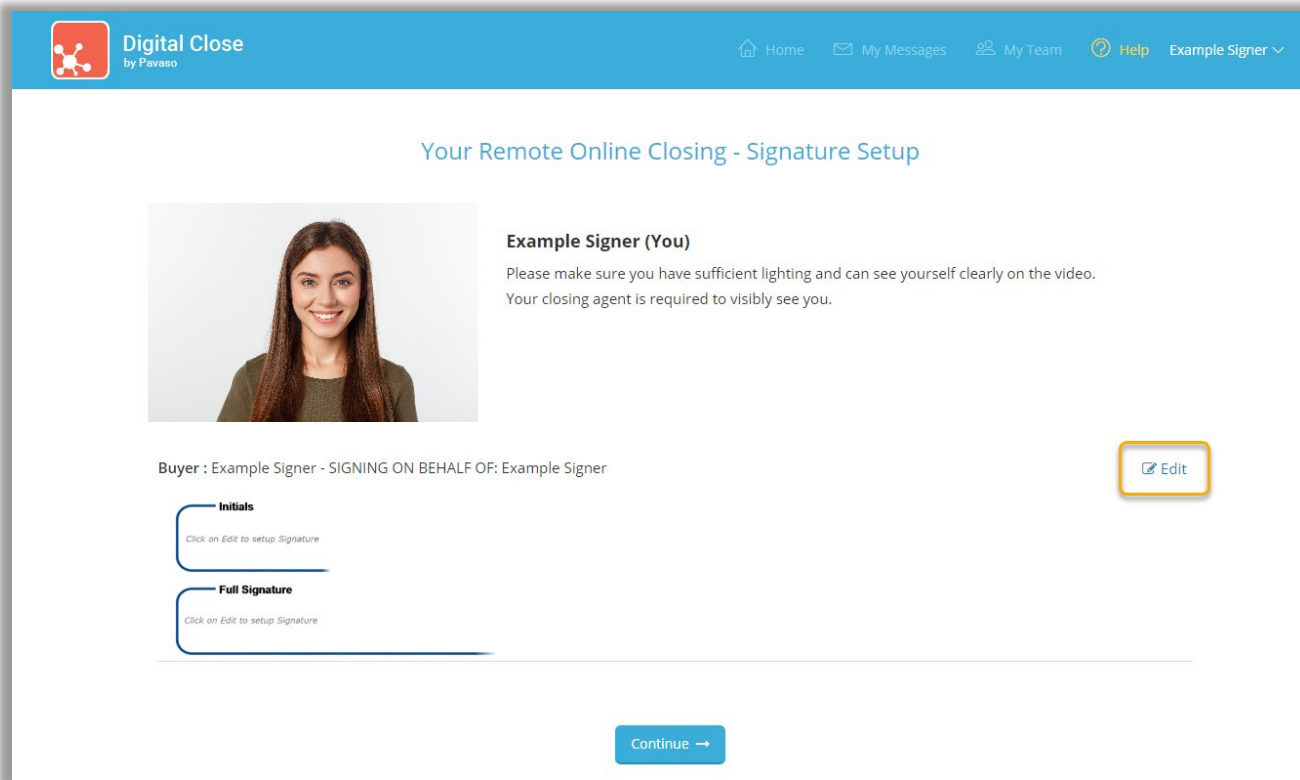 Digital Close
by Pavaso
Home My Messages My Team Help Example Signer
Your Remote Online Closing - Signature Setup
Example Signer (You)
Please make sure you have sufficient lighting and can see yourself clearly on the video.
Your closing agent is required to visibly see you.
Buyer : Example Signer - SIGNING ON BEHALF OF: Example Signer
Edit
Initials
Click on Edit to setup Signature
Full Signature
Click on Edit to setup Signature
Continue →